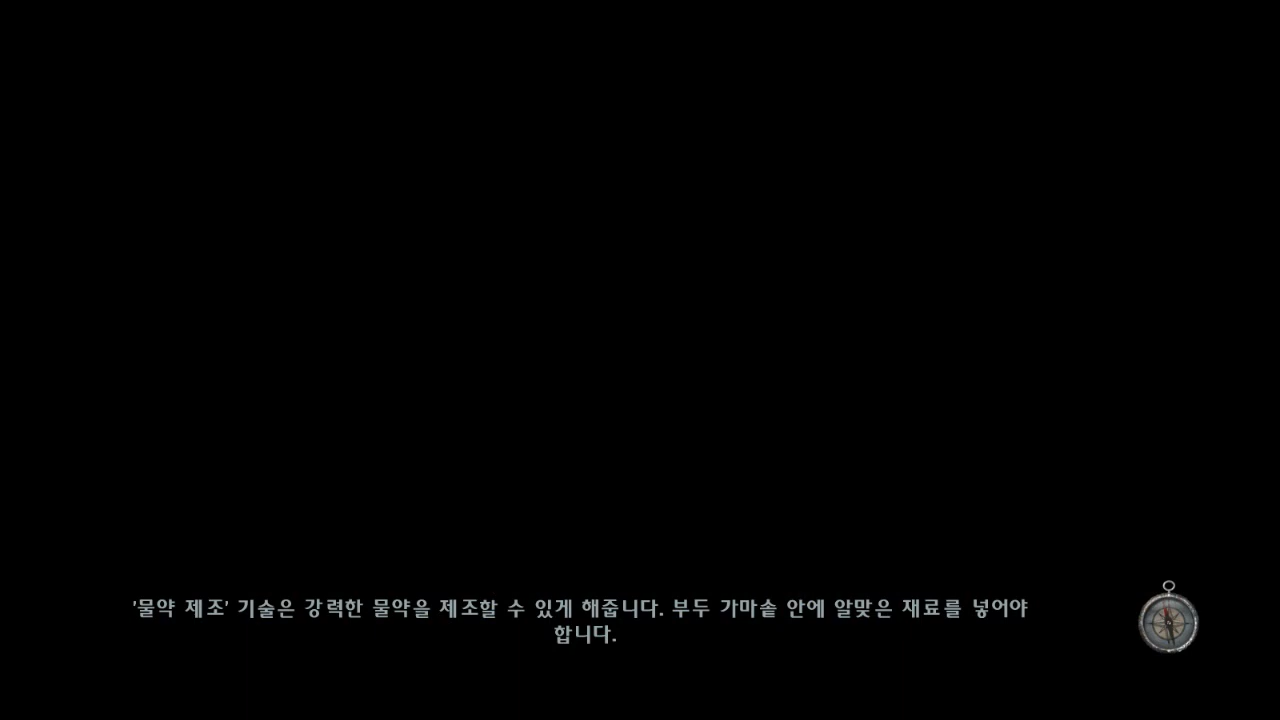 '물약 제조' 기술은 강력한 물약을 제조할 수 있게 해줍니다. 부두 가마솥 안에 알맞은 재료를 넣어야
합니다.